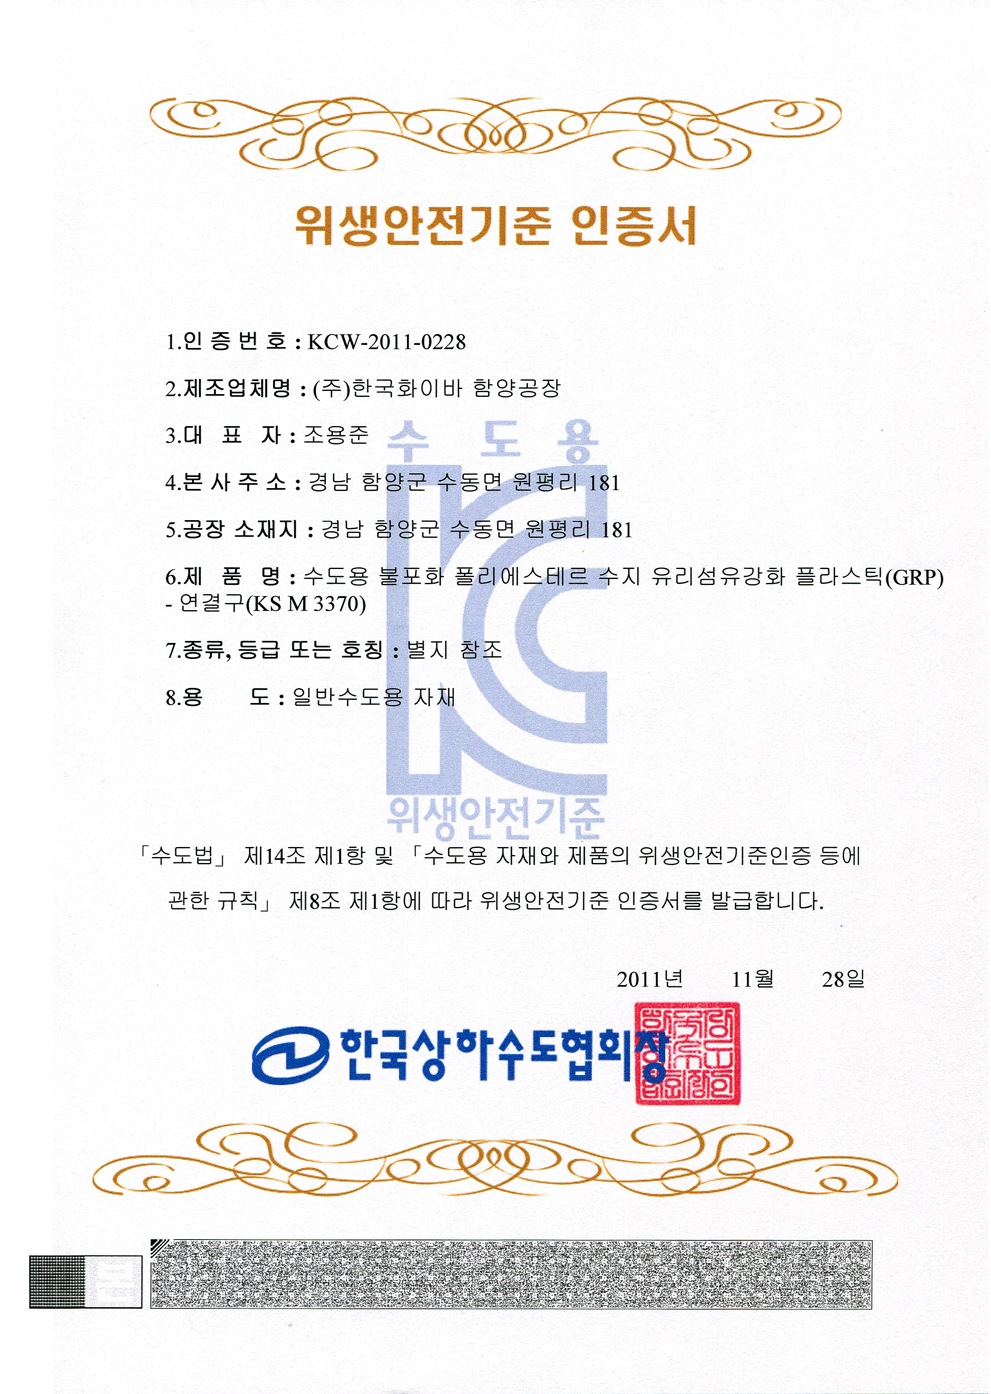 위생안전기준 인증서
1.인 증 번 호 : KCW-2011-0228
2.제조업체명 : (주)한국화이바 함양공장
3.대 표 자 : 조용준
수 도 용
4.본 사 주 소 : 경남 함양군 수동면 원평리 181
5.공장 소재지 : 경남 함양군 수동면 원평리 181
6.제 품 명 : 수도용 불포화 폴리에스테르 수지 유리섬유강화 플라스틱(GRP)
- 연결구(KS M 3370)
7.종류, 등급 또는 호칭 : 별지 참조
8.용 도 : 일반수도용 자재
위생안전기준
「수도법」 제14조 제1항 및 「수도용 자재와 제품의 위생안전기준인증 등에
관한 규칙」 제8조 제1항에 따라 위생안전기준 인증서를 발급합니다.
2011년 11월 28일
한국상하수도협회장